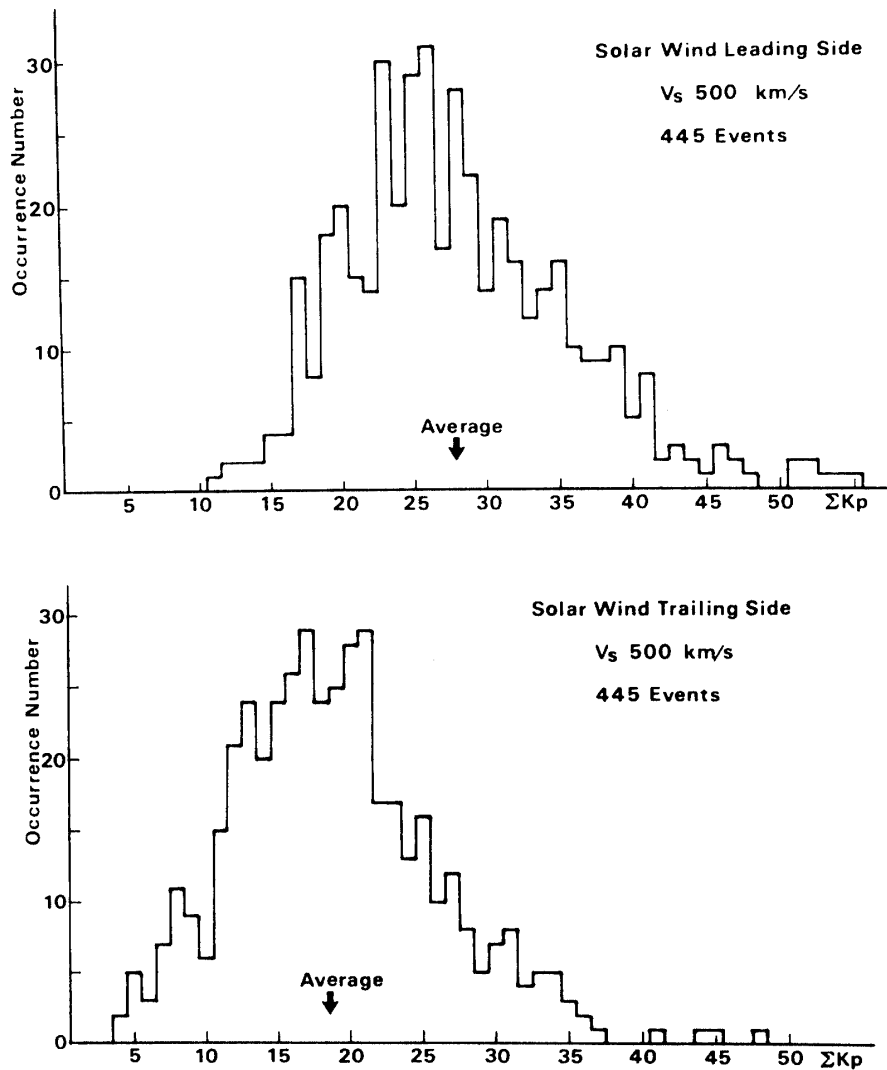 Solar Wind Leading Side
Vs 500 km/s
445 Events
Occurrence Number
30
20
10
0
Average
5 10 15 20 25 30 35 40 45 50 ΣKp
Solar Wind Trailing Side
Vs 500 km/s
445 Events
Occurrence Number
30
20
10
0
Average
5 10 15 20 25 30 35 40 45 50 ΣKp